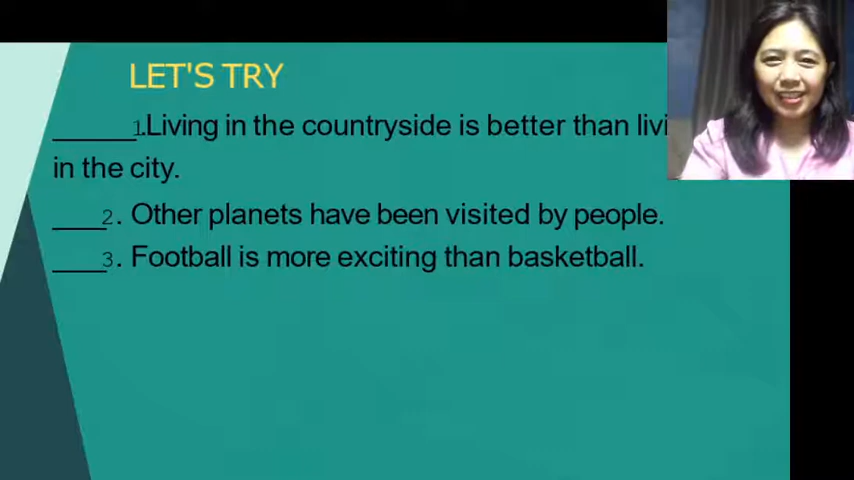 LET'S TRY
______1.Living in the countryside is better than
in the city.
____2. Other planets have been visited by people.
____3. Football is more exciting than basketball.